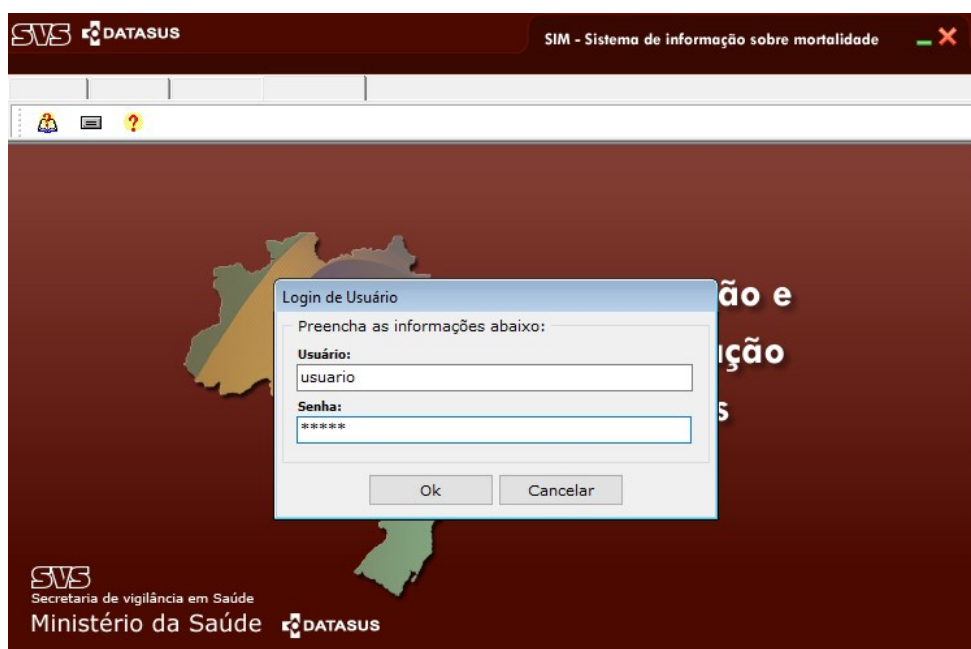 SVS DATASUS
SIM - Sistema de informação sobre mortalidade
Login de Usuário
Preencha as informações abaixo:
Usuário:
usuario
Senha:
*****
Ok Cancelar
ão e
ção
s
SVS
Secretaria de vigilância em Saúde
Ministério da Saúde DATASUS